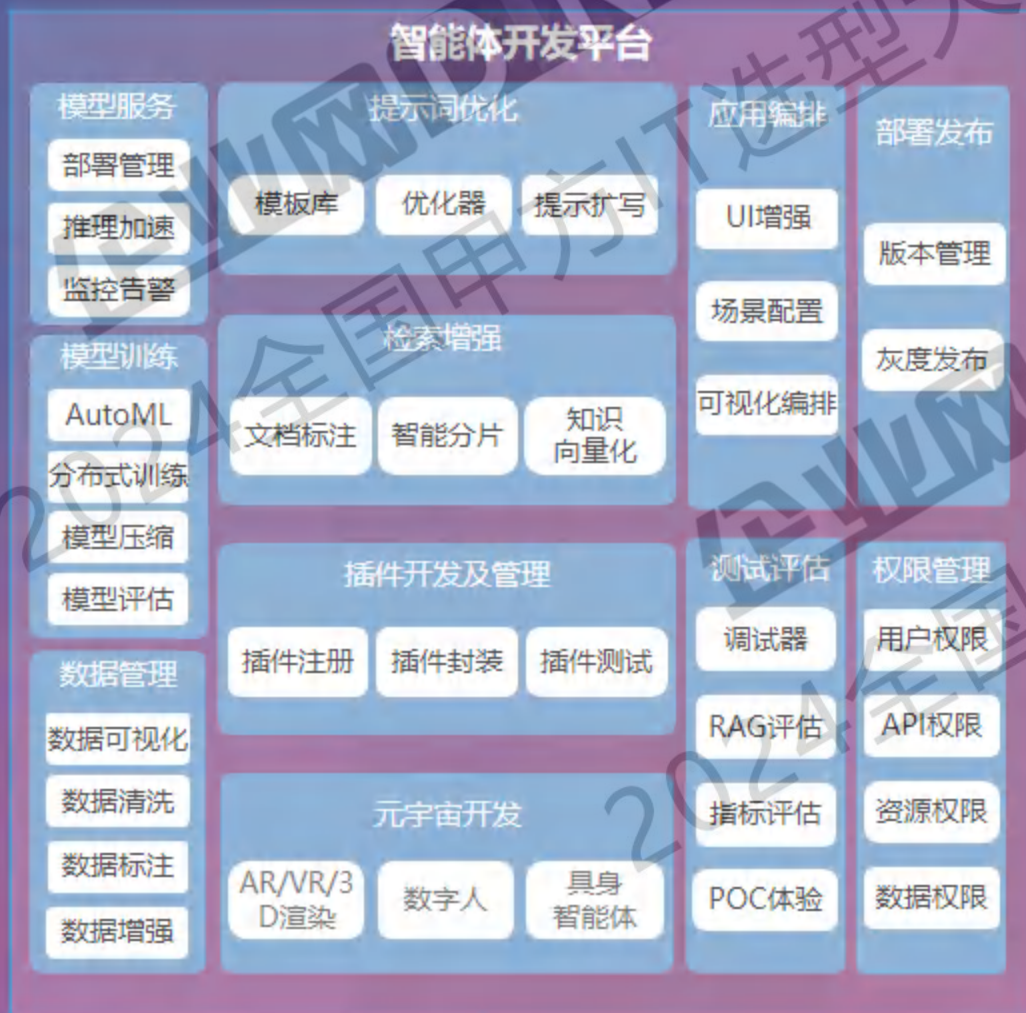 智能体开发平台
模型服务
部署管理
推理加速
监控告警
模型训练
AutoML
分布式训练
模型压缩
模型评估
数据管理
数据可视化
数据清洗
数据标注
数据增强
提示词优化
模板库
优化器
提示扩写
检索增强
文档标注
智能分片
知识
向量化
插件开发及管理
插件注册
插件封装
插件测试
元宇宙开发
AR/VR/3
D渲染
数字人
具身
智能体
应用编排
UI增强
场景配置
可视化编排
部署发布
版本管理
灰度发布
测试评估
调试器
RAG评估
指标评估
POC体验
权限管理
用户权限
API权限
资源权限
数据权限
企业网
2024全国甲方IT选型大
企业网
2024全国